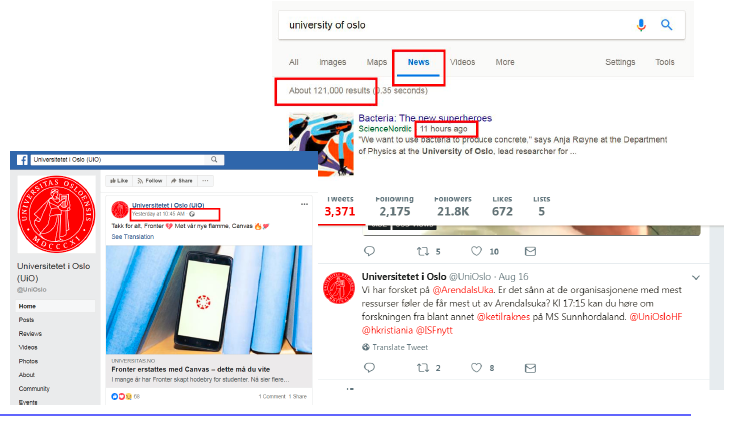 university of oslo
All Images Maps News Videos More Settings Tools
About 121,000 results (0.35 seconds)
Bacteria: The new superheroes
ScienceNordic 11 hours ago
"We want to use bacteria to produce concrete," says Anja Røyne at the Department
of Physics at the University of Oslo, lead researcher for ...
Universitetet i Oslo (UiO)
UNIVERSITAS OSLOENSIS
MDCCCXI
Universitetet i Oslo
(UiO)
@UniOslo
Home
Posts
Reviews
Videos
Photos
About
Community
Events
Like Follow Share ...
Universitetet i Oslo (UiO)
Yesterday at 10:45 AM
Takk for alt, Fronter 💔 Møt vår nye flamme, Canvas 🔥💖
See Translation
UNIVERSITAS.NO
Fronter erstattes med Canvas – dette må du vite
I mange år har Fronter skapt hodebry for studenter. Nå sier flere...
68
1 Comment 1 Share
Tweets Following Followers Likes Lists
3,371 2,175 21.8K 672 5
5 10
Universitetet i Oslo @UniOslo · Aug 16
Vi har forsket på @ArendalsUka. Er det sånn at de organisasjonene med mest
ressurser føler de får mest ut av Arendalsuka? Kl 17:15 kan du høre om
forskningen fra blant annet @ketilraknes på MS Sunnhordaland. @UniOsloHF
@hkristiania @ISFnytt
Translate Tweet
2 8